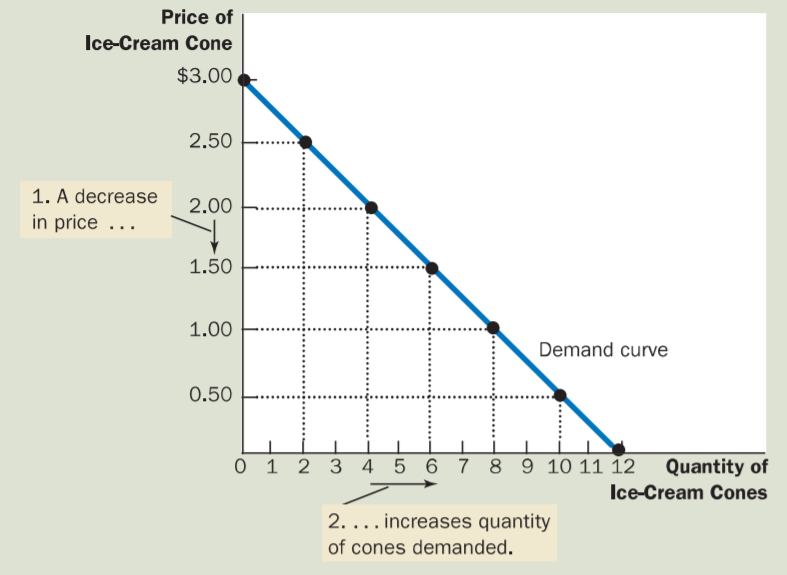 Price of
Ice-Cream Cone
$3.00
2.50
1. A decrease
in price ...
2.00
1.50
1.00
Demand curve
0.50
0 1 2 3 4 5 6 7 8 9 10 11 12
Quantity of
Ice-Cream Cones
2. . . . increases quantity
of cones demanded.